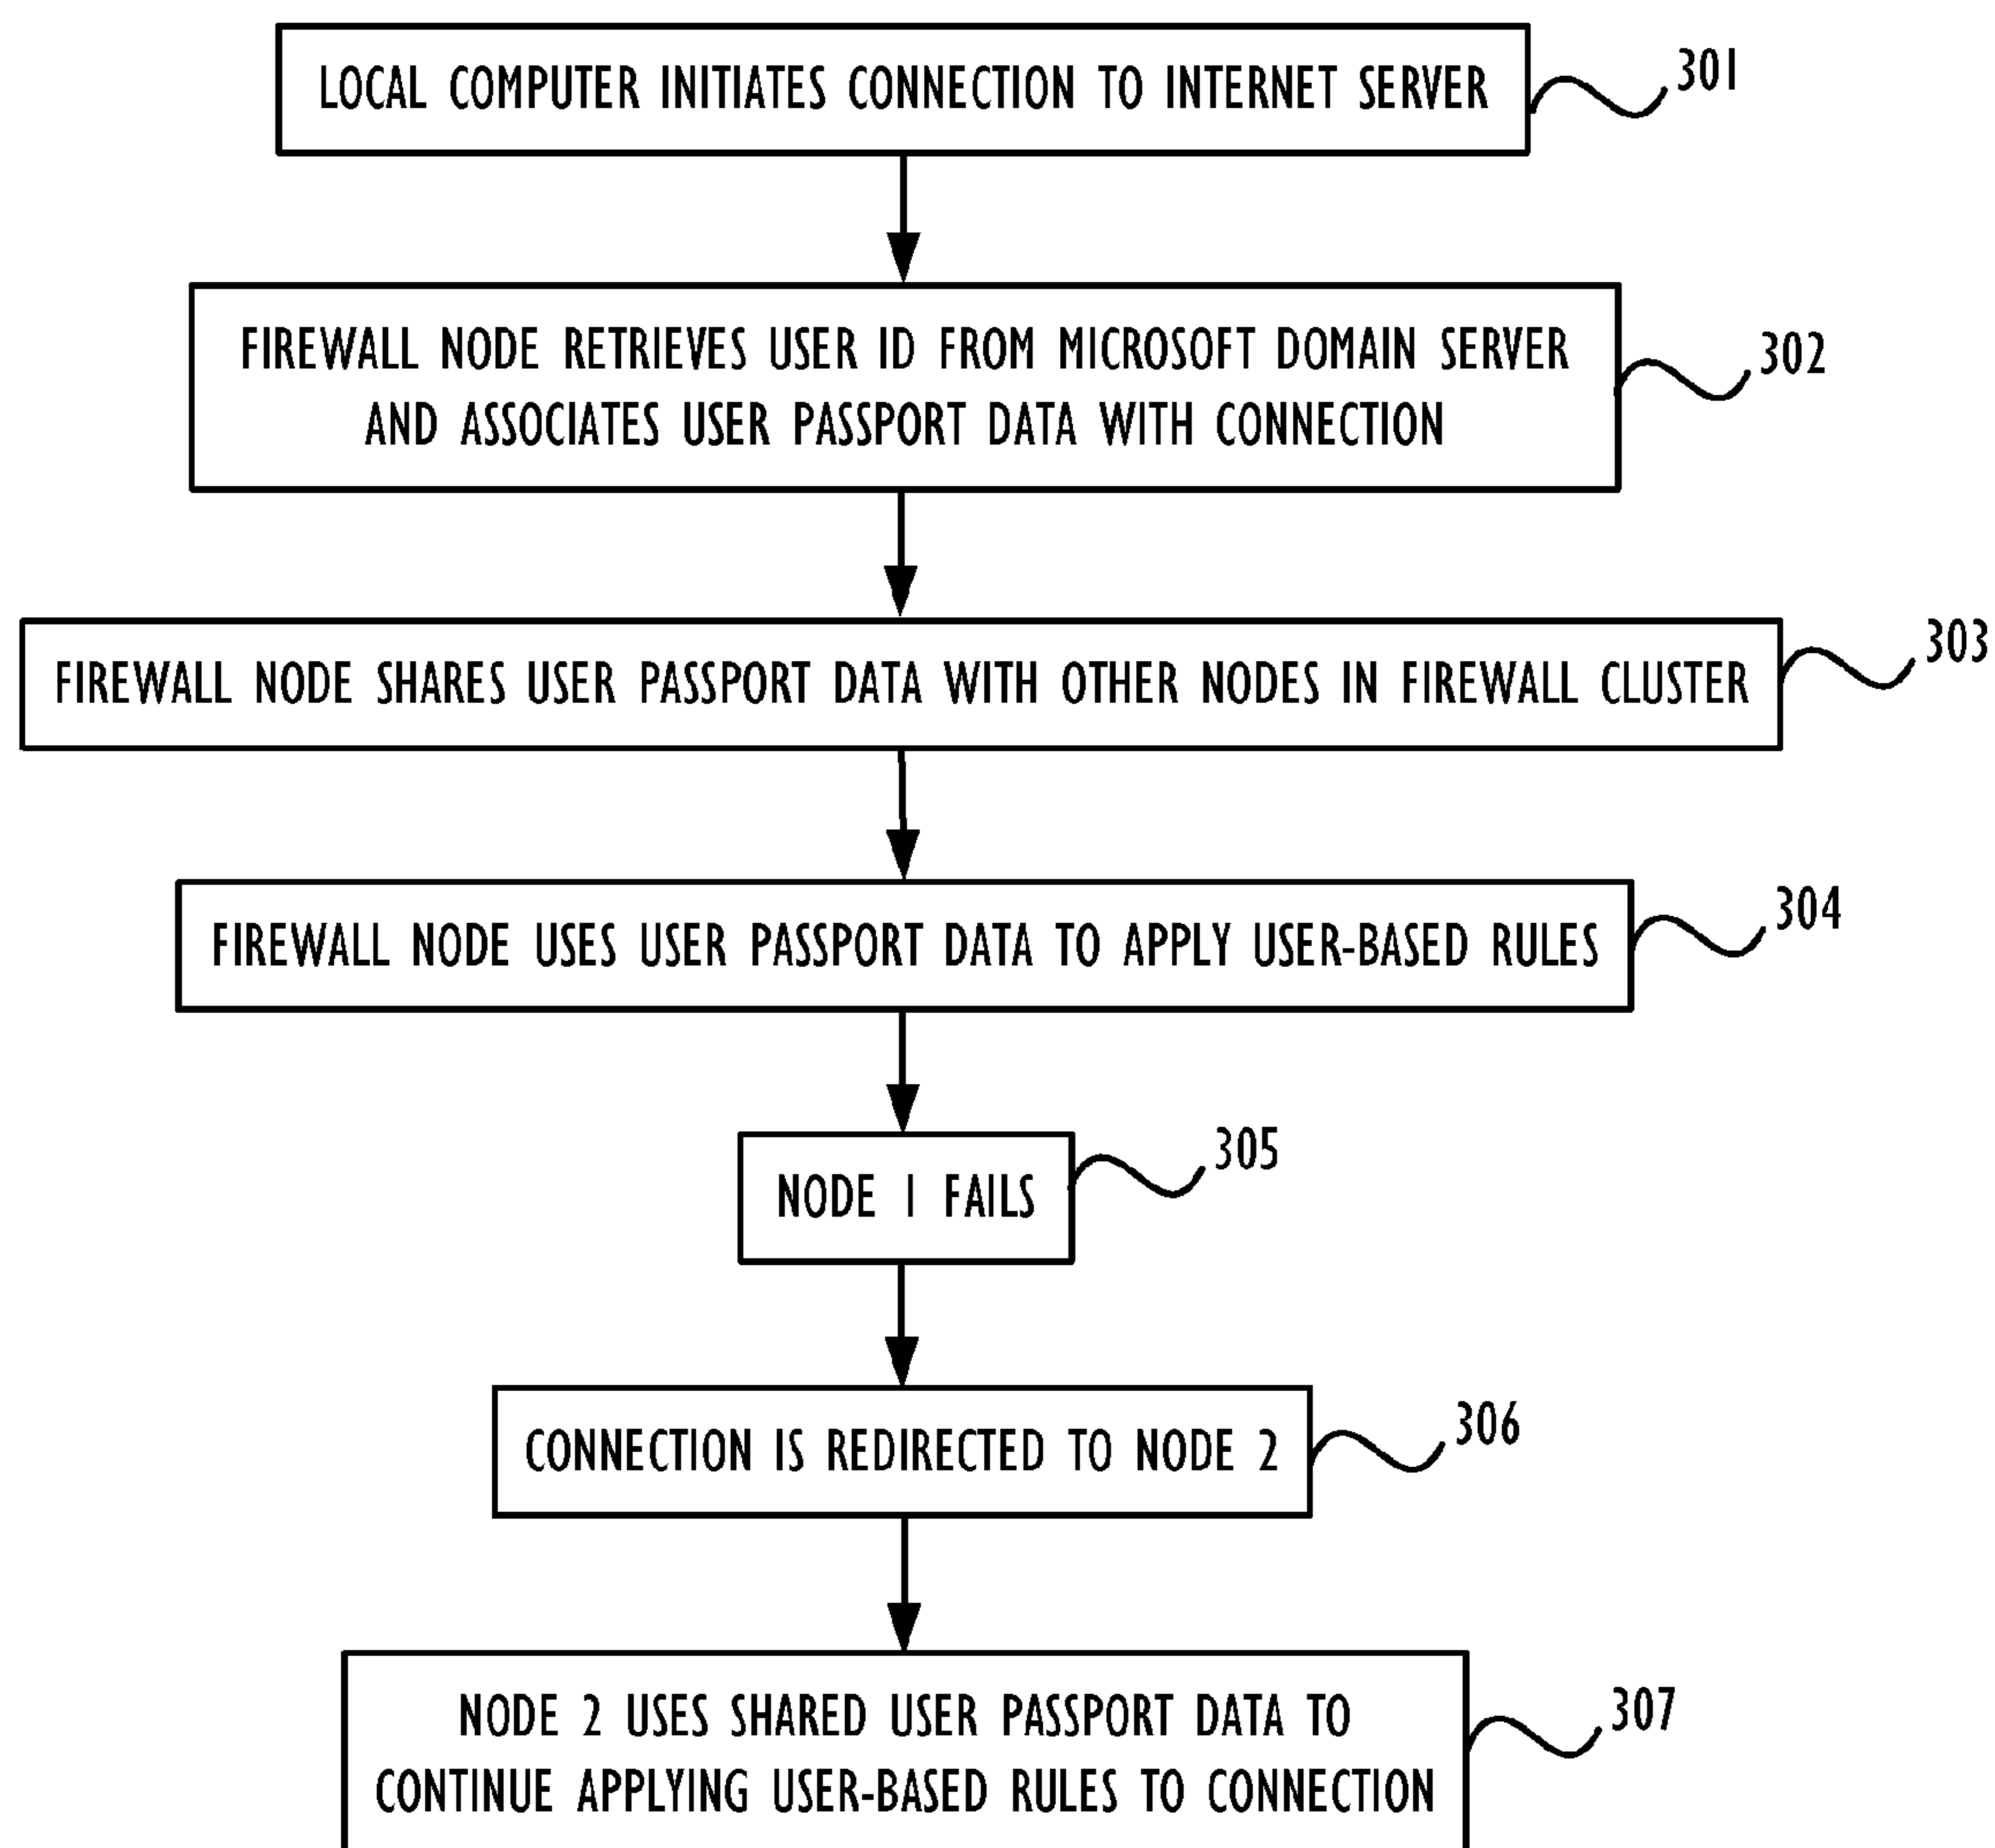 LOCAL COMPUTER INITIATES CONNECTION TO INTERNET SERVER
301
FIREWALL NODE RETRIEVES USER ID FROM MICROSOFT DOMAIN SERVER
AND ASSOCIATES USER PASSPORT DATA WITH CONNECTION
302
FIREWALL NODE SHARES USER PASSPORT DATA WITH OTHER NODES IN FIREWALL CLUSTER
303
FIREWALL NODE USES USER PASSPORT DATA TO APPLY USER-BASED RULES
304
NODE 1 FAILS
305
CONNECTION IS REDIRECTED TO NODE 2
306
NODE 2 USES SHARED USER PASSPORT DATA TO
CONTINUE APPLYING USER-BASED RULES TO CONNECTION
307